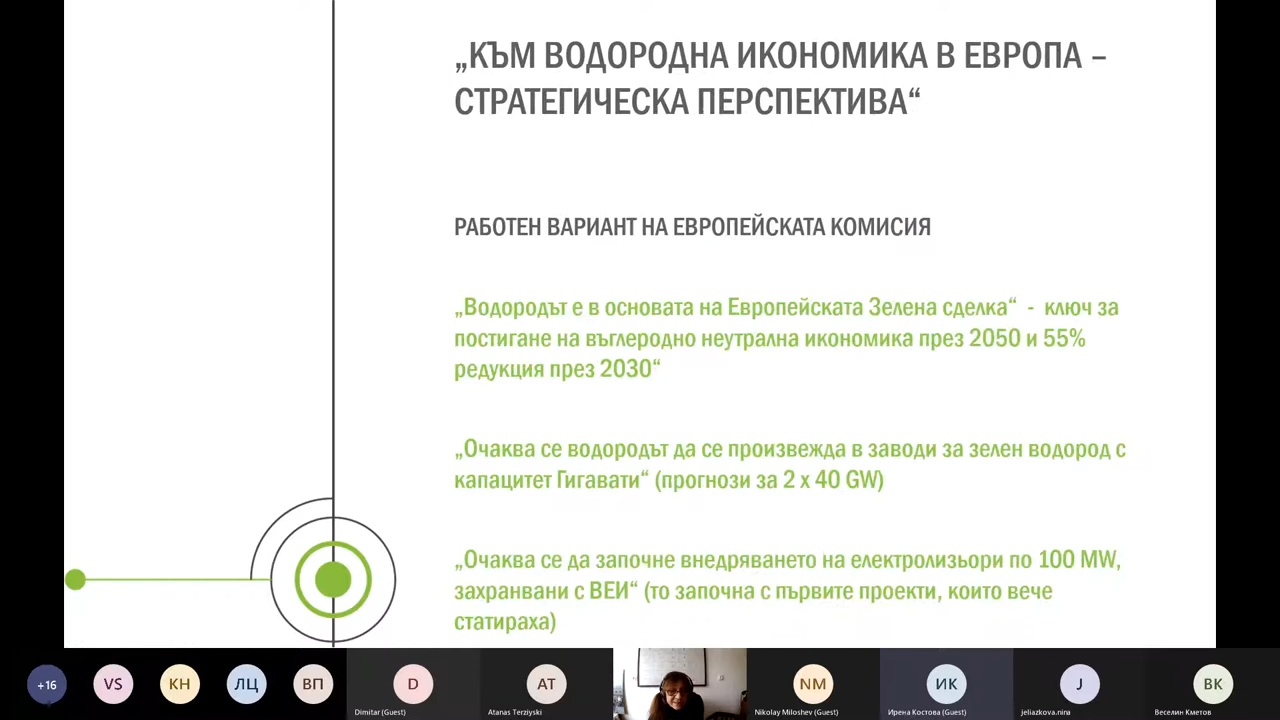 „КЪМ ВОДОРОДНА ИКОНОМИКА В ЕВРОПА –
СТРАТЕГИЧЕСКА ПЕРСПЕКТИВА“
РАБОТЕН ВАРИАНТ НА ЕВРОПЕЙСКАТА КОМИСИЯ
„Водородът е в основата на Европейската Зелена сделка“ - ключ за
постигане на въглеродно неутрална икономика през 2050 и 55%
редукция през 2030“
„Очаква се водородът да се произвежда в заводи за зелен водород с
капацитет Гигавати“ (прогнози за 2 x 40 GW)
„Очаква се да започне внедряването на електролизьори по 100 MW,
захранвани с ВЕИ“ (то започна с първите проекти, които вече
статираха)
+16 VS КН ЛЦ ВП D AT NM ИК J ВК
Dimitar (Guest) Atanas Terziyski Nikolay Miloshev (Guest) Ирена Костова (Guest) jeliazkova.nina Веселин Кметов